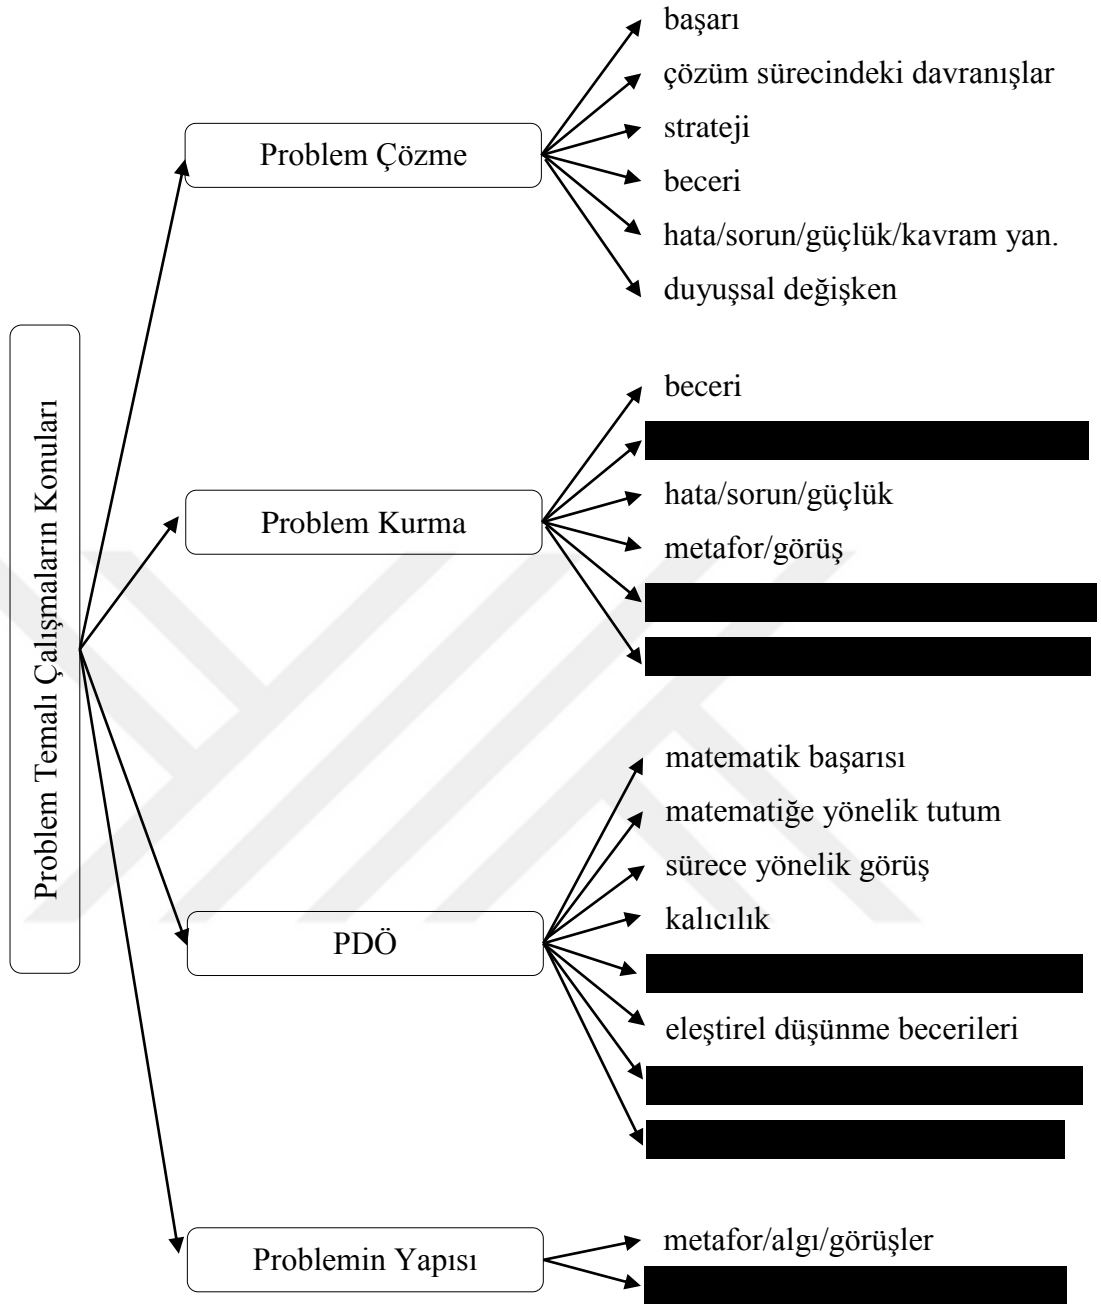 Problem Temalı Çalışmaların Konuları
Problem Çözme
başarı
çözüm sürecindeki davranışlar
strateji
beceri
hata/sorun/güçlük/kavram yan.
duyuşsal değişken
Problem Kurma
beceri
hata/sorun/güçlük
metafor/görüş
PDÖ
matematik başarısı
matematiğe yönelik tutum
sürece yönelik görüş
kalıcılık
eleştirel düşünme becerileri
Problemin Yapısı
metafor/algı/görüşler